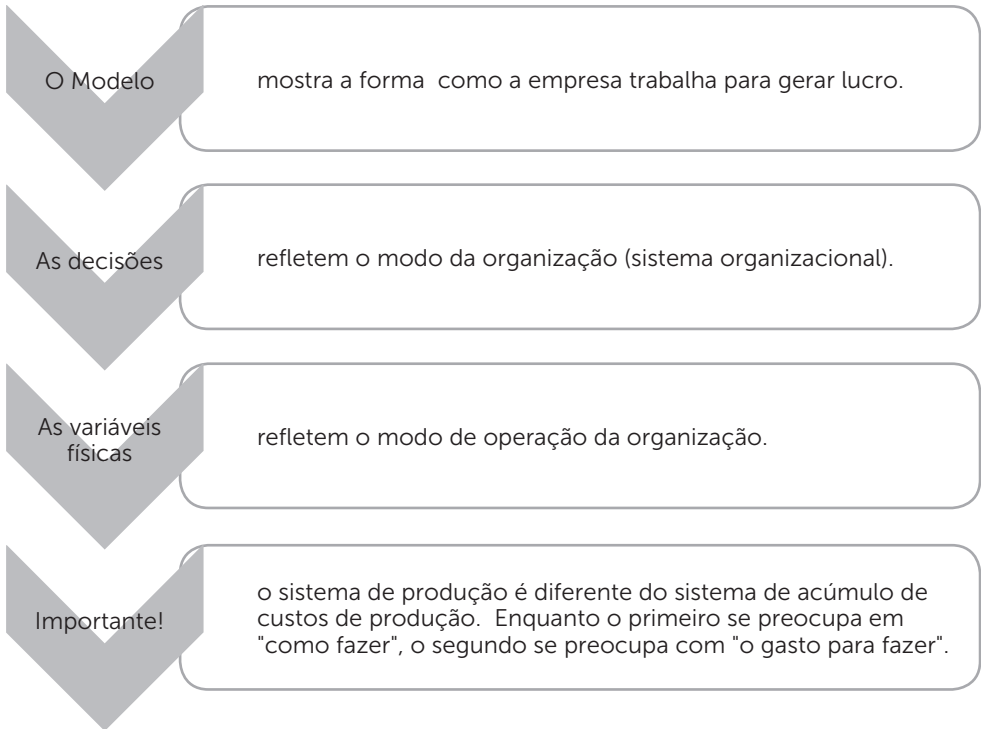 O Modelo
mostra a forma como a empresa trabalha para gerar lucro.
As decisões
refletem o modo da organização (sistema organizacional).
As variáveis
físicas
refletem o modo de operação da organização.
Importante!
o sistema de produção é diferente do sistema de acúmulo de
custos de produção. Enquanto o primeiro se preocupa em
"como fazer", o segundo se preocupa com "o gasto para fazer".